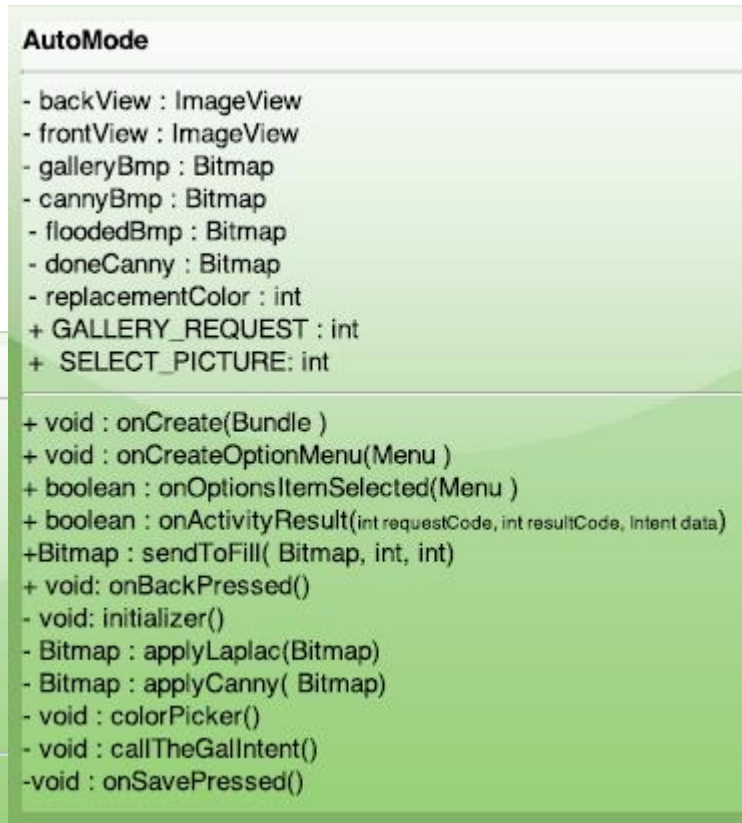 AutoMode
- backView : ImageView
- frontView : ImageView
- galleryBmp : Bitmap
- cannyBmp : Bitmap
- floodedBmp : Bitmap
- doneCanny : Bitmap
- replacementColor : int
+ GALLERY_REQUEST : int
+ SELECT_PICTURE: int
+ void : onCreate(Bundle )
+ void : onCreateOptionMenu(Menu )
+ boolean : onOptionsItemSelected(Menu )
+ boolean : onActivityResult(int requestCode, int resultCode, Intent data)
+Bitmap : sendToFill( Bitmap, int, int)
+ void: onBackPressed()
- void: initializer()
- Bitmap : applyLaplac(Bitmap)
- Bitmap : applyCanny( Bitmap)
- void : colorPicker()
- void : callTheGalIntent()
-void : onSavePressed()